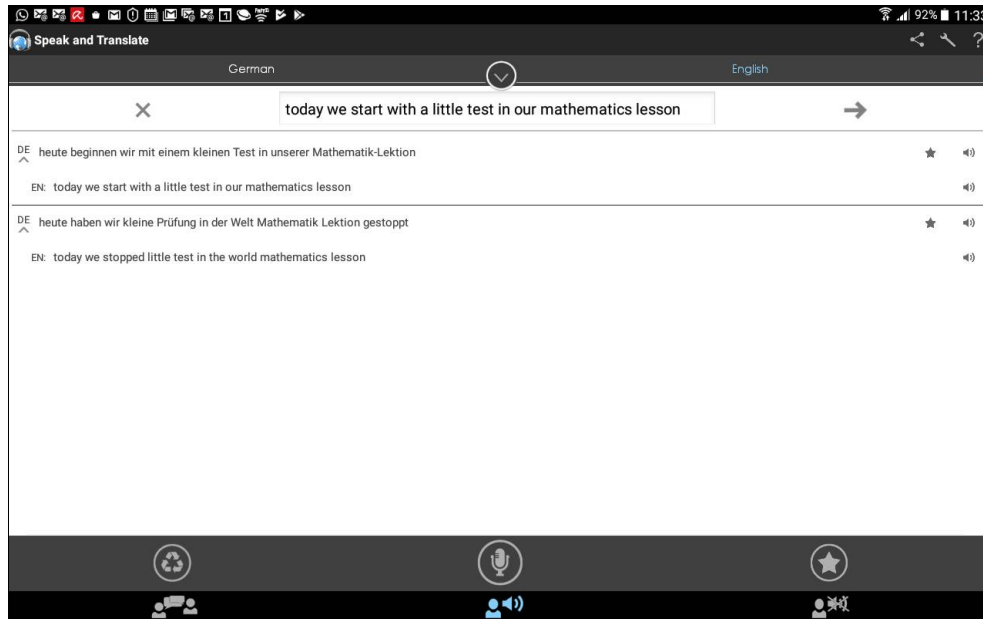 92% 11:33
Speak and Translate
German English
today we start with a little test in our mathematics lesson
DE heute beginnen wir mit einem kleinen Test in unserer Mathematik-Lektion
EN: today we start with a little test in our mathematics lesson
DE heute haben wir kleine Prüfung in der Welt Mathematik Lektion gestoppt
EN: today we stopped little test in the world mathematics lesson